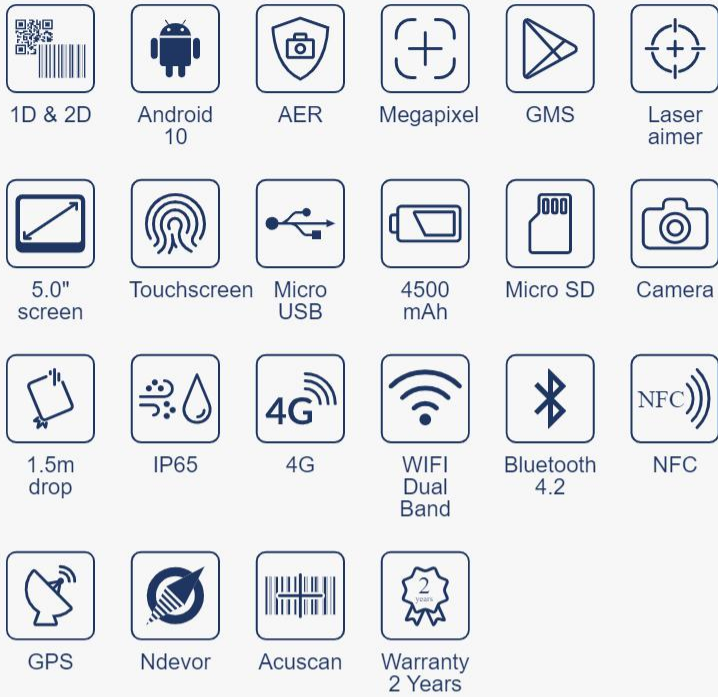 1D & 2D
Android
10
AER
Megapixel
GMS
Laser
aimer
5.0"
screen
Touchscreen
Micro
USB
4500
mAh
Micro SD
Camera
1.5m
drop
IP65
4G
4G
WIFI
Dual
Band
Bluetooth
4.2
NFC
NFC
GPS
Ndevor
Acuscan
2
years
Warranty
2 Years